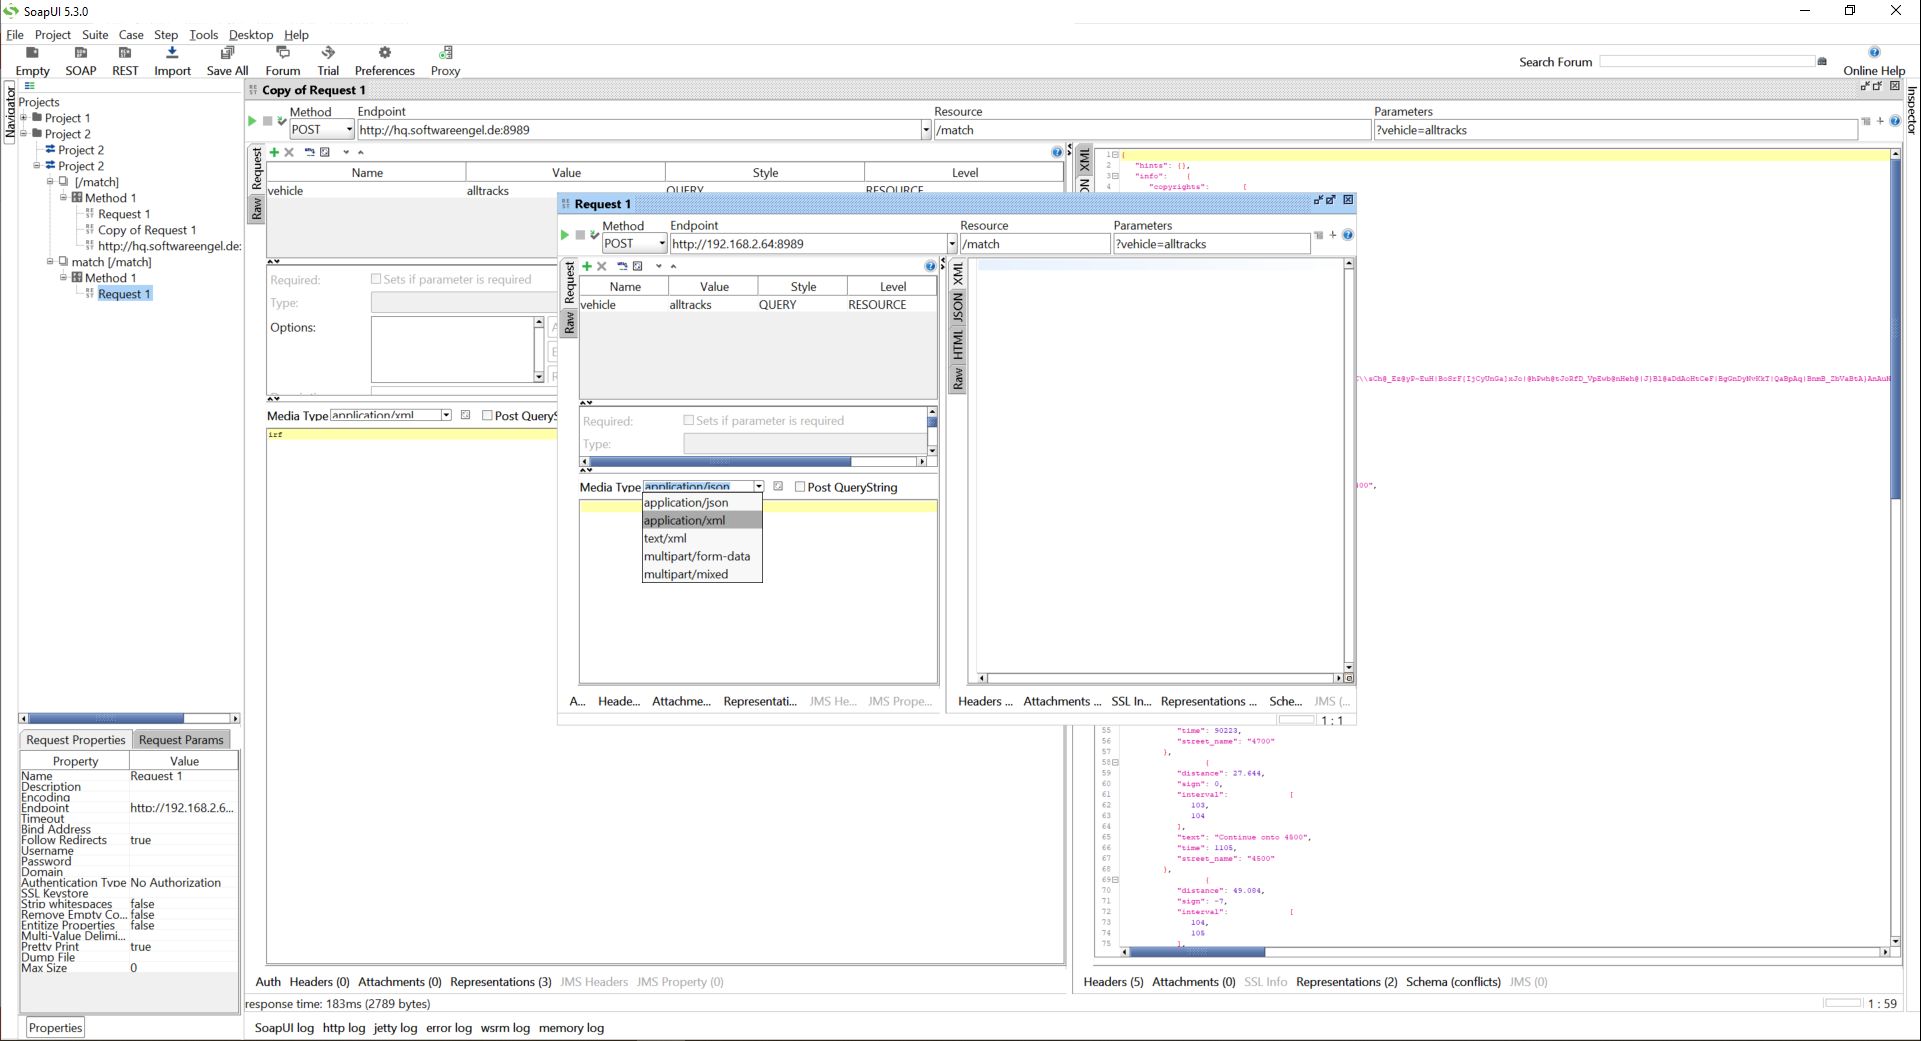 SoapUI 5.3.0
File Project Suite Case Step Tools Desktop Help
Empty SOAP REST Import Save All Forum Trial Preferences Proxy
Search Forum
Online Help
Navigator
Inspector
Projects
Project 1
Project 2
Project 2
Project 2
[/match]
Method 1
Request 1
Copy of Request 1
http://hq.softwareengel.de:
match [/match]
Method 1
Request 1
Copy of Request 1
Method Endpoint Resource Parameters
POST http://hq.softwareengel.de:8989 /match ?vehicle=alltracks
Request
Raw
Name Value Style Level
vehicle alltracks QUERY RESOURCE
Required: Sets if parameter is required
Type:
Options:
Media Type application/xml Post QueryS
irf
XML
1
2 "hints": {},
3 "info": {
4 "copyrights": [
Request 1
Method Endpoint Resource Parameters
POST http://192.168.2.64:8989 /match ?vehicle=alltracks
Request
Raw
Name Value Style Level
vehicle alltracks QUERY RESOURCE
Required: Sets if parameter is required
Type:
Media Type application/json Post QueryString
application/json
application/xml
text/xml
multipart/form-data
multipart/mixed
XML
JSON
HTML
Raw
A... Heade... Attachme... Representati... JMS He... JMS Prope...
Headers ... Attachments ... SSL In... Representations ... Sche... JMS (...
1 : 1
55 "time": 90223,
56 "street_name": "4700"
57 },
58 {
59 "distance": 27.644,
60 "sign": 0,
61 "interval": [
62 103,
63 104
64 ],
65 "text": "Continue onto 4500",
66 "time": 1105,
67 "street_name": "4500"
68 },
69 {
70 "distance": 49.084,
71 "sign": -7,
72 "interval": [
73 104,
74 105
75 ],
Request Properties Request Params
Property Value
Name Request 1
Description
Encoding
Endpoint http://192.168.2.6...
Timeout
Bind Address
Follow Redirects true
Username
Password
Domain
Authentication Type No Authorization
SSL Keystore
Strip whitespaces false
Remove Empty Co... false
Entitize Properties false
Multi-Value Delimi...
Pretty Print true
Dump File
Max Size 0
Properties
Auth Headers (0) Attachments (0) Representations (3) JMS Headers JMS Property (0)
Headers (5) Attachments (0) SSL Info Representations (2) Schema (conflicts) JMS (0)
response time: 183ms (2789 bytes)
1 : 59
SoapUI log http log jetty log error log wsrm log memory log